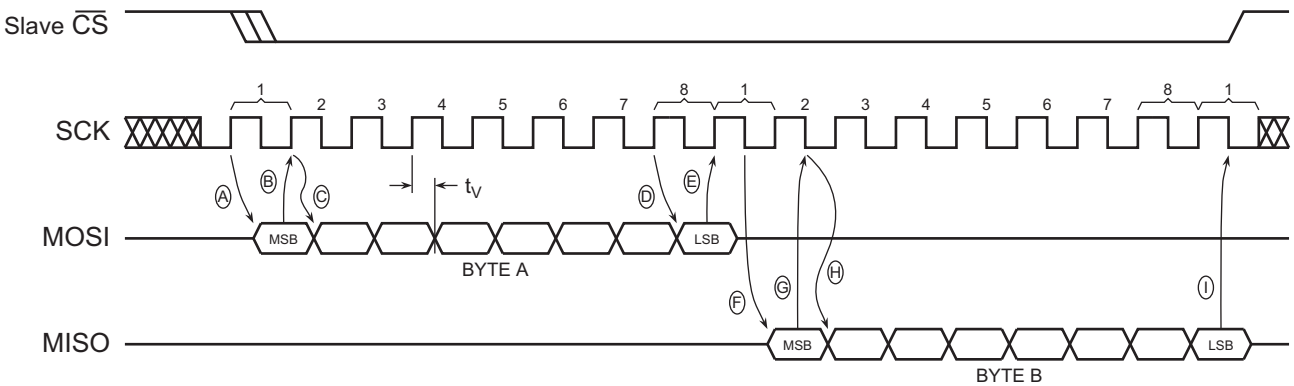 Slave CS
1 2 3 4 5 6 7 8 1 2 3 4 5 6 7 8 1
SCK
A B C tV D E
MOSI MSB LSB
BYTE A
F G H I
MISO MSB LSB
BYTE B